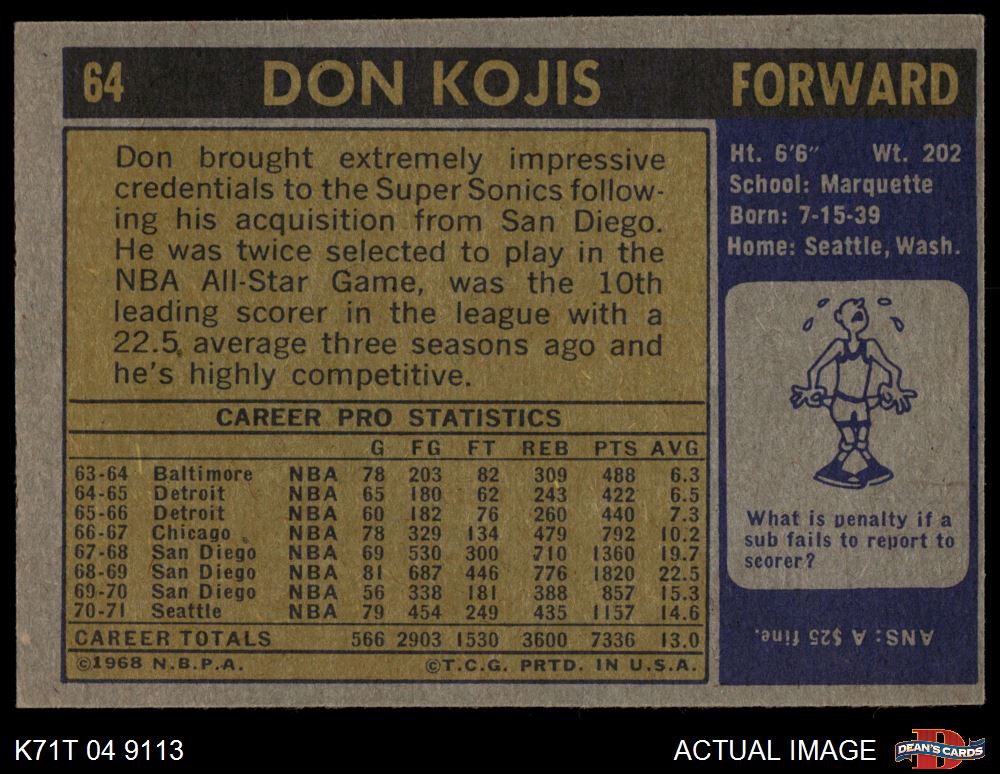 64 DON KOJIS FORWARD
Don brought extremely impressive
credentials to the Super Sonics follow-
ing his acquisition from San Diego.
He was twice selected to play in the
NBA All-Star Game, was the 10th
leading scorer in the league with a
22.5 average three seasons ago and
he's highly competitive.
CAREER PRO STATISTICS
G FG FT REB PTS AVG
63-64 Baltimore NBA 78 203 82 309 488 6.3
64-65 Detroit NBA 65 180 62 243 422 6.5
65-66 Detroit NBA 60 182 76 260 440 7.3
66-67 Chicago NBA 78 329 134 479 792 10.2
67-68 San Diego NBA 69 530 300 710 1360 19.7
68-69 San Diego NBA 81 687 446 776 1820 22.5
69-70 San Diego NBA 56 338 181 388 857 15.3
70-71 Seattle NBA 79 454 249 435 1157 14.6
CAREER TOTALS 566 2903 1530 3600 7336 13.0
©1968 N.B.P.A. ©T.C.G. PRTD. IN U.S.A.
Ht. 6'6" Wt. 202
School: Marquette
Born: 7-15-39
Home: Seattle, Wash.
What is penalty if a
sub fails to report to
scorer?
ANS: A $25 fine.
K71T 04 9113 ACTUAL IMAGE
D
DEAN'S CARDS